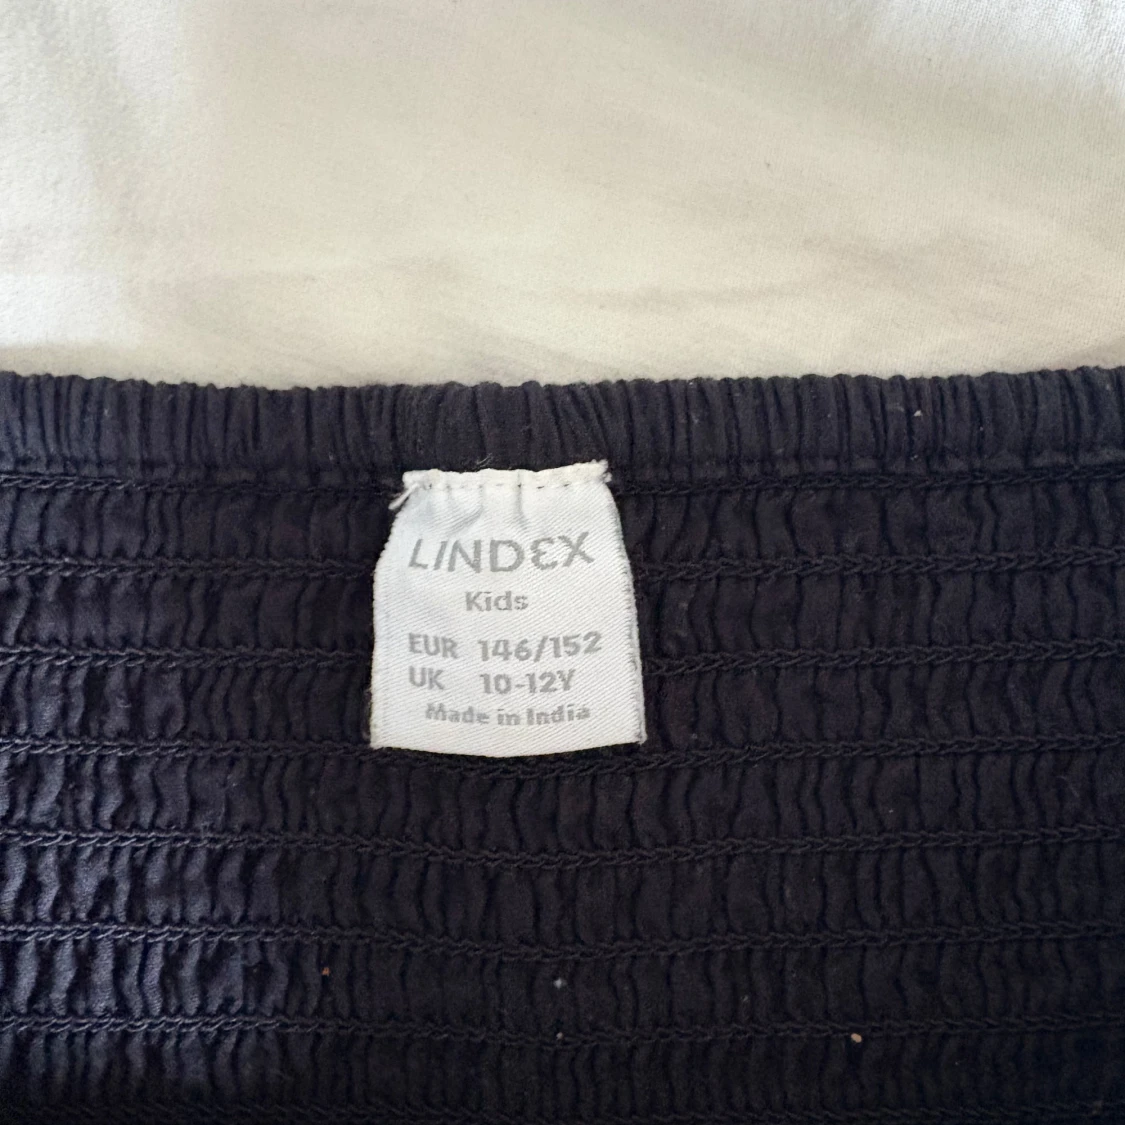 LINDEX
Kids
EUR 146/152
UK 10-12Y
Made in India